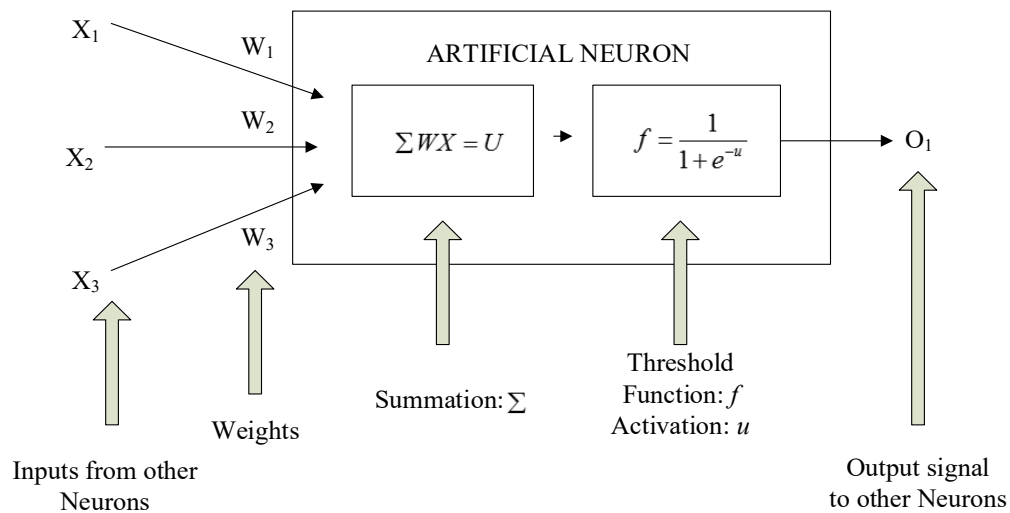 X₁
W₁
ARTIFICIAL NEURON
W₂
X₂
∑WX = U
f = 1 / (1 + e⁻ᵘ)
O₁
W₃
X₃
Summation: ∑
Threshold
Function: f
Activation: u
Weights
Inputs from other
Neurons
Output signal
to other Neurons